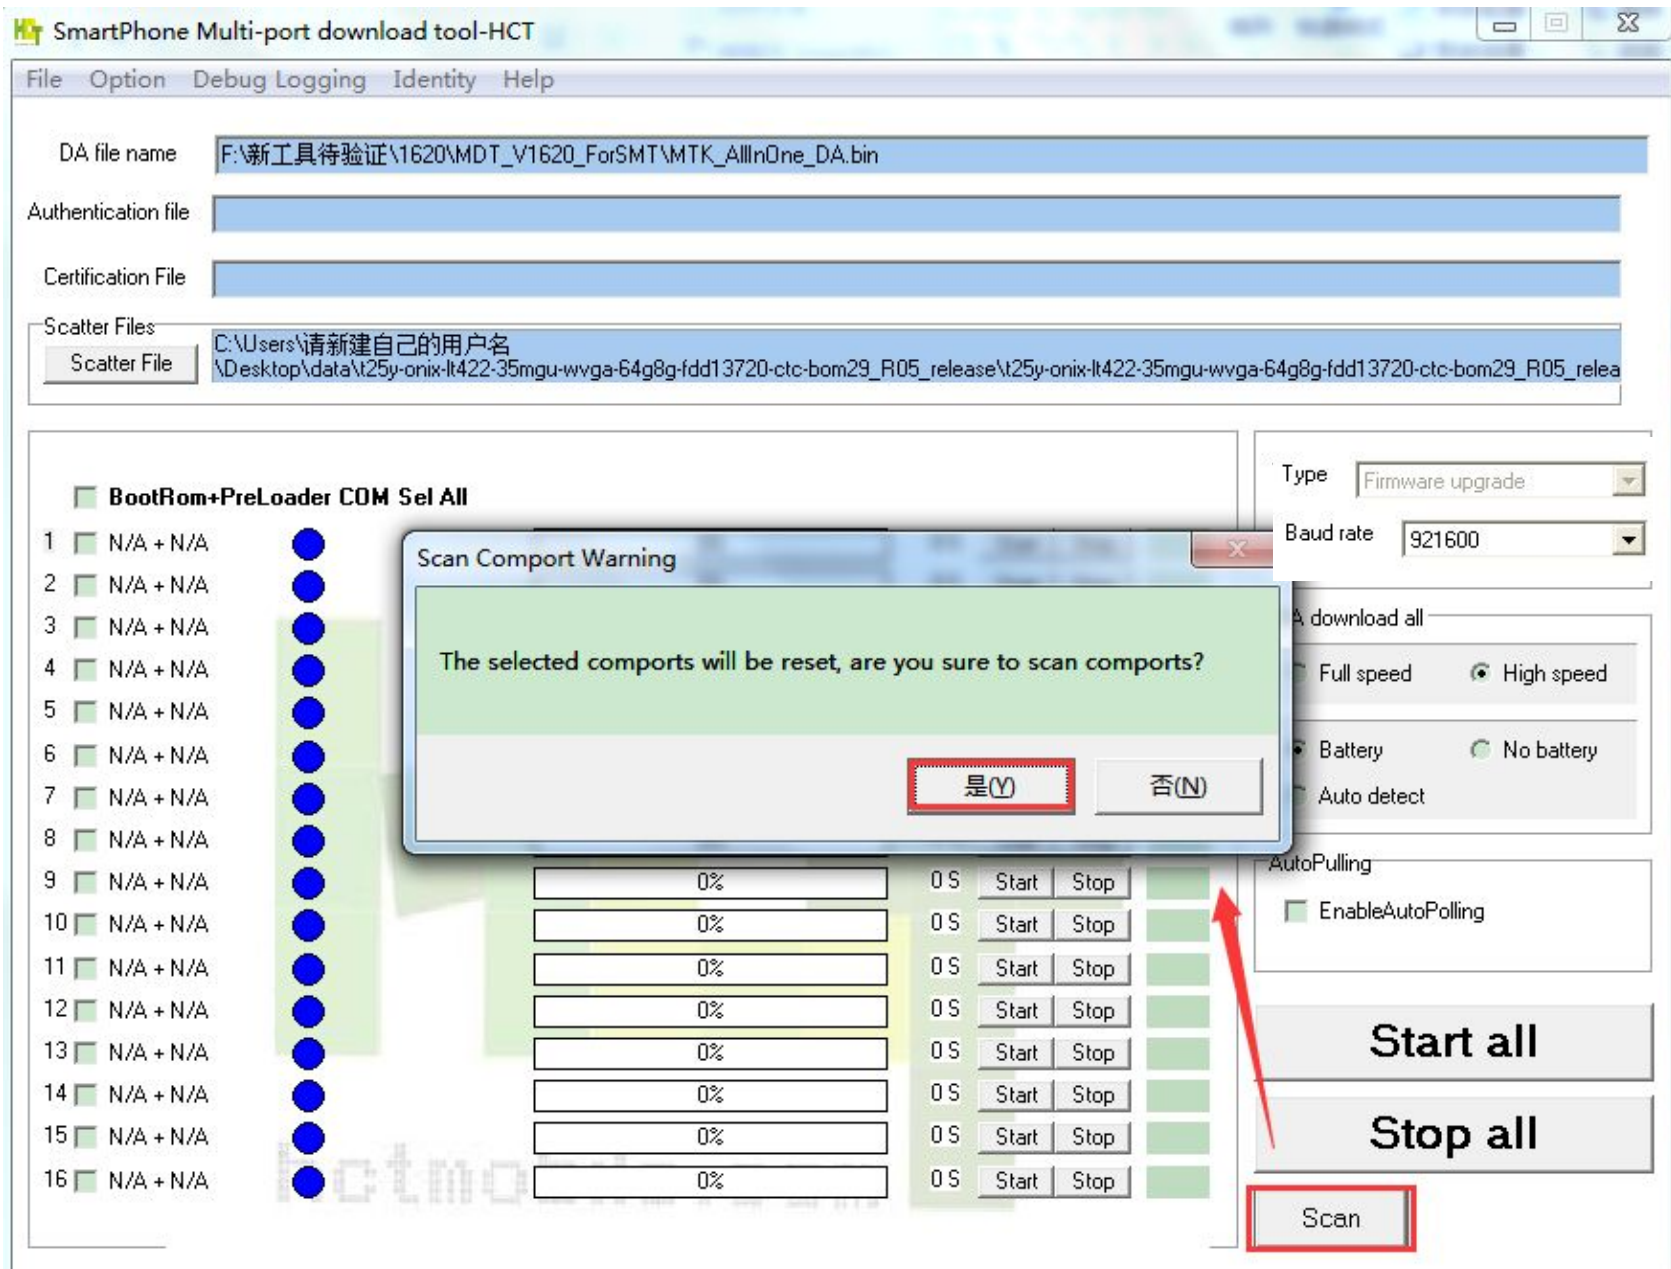 SmartPhone Multi-port download tool-HCT
File Option Debug Logging Identity Help
DA file name F:\新工具待验证\1620\MDT_V1620_ForSMT\MTK_AllInOne_DA.bin
Authentication file
Certification File
Scatter Files
Scatter File
C:\Users\请新建自己的用户名
\Desktop\data\t25y-onix-lt422-35mgu-wvga-64g8g-fdd13720-ctc-bom29_R05_release\t25y-onix-lt422-35mgu-wvga-64g8g-fdd13720-ctc-bom29_R05_relea
BootRom+PreLoader COM Sel All
Type Firmware upgrade
Baud rate 921600
1 N/A + N/A
2 N/A + N/A
3 N/A + N/A
4 N/A + N/A
5 N/A + N/A
6 N/A + N/A
7 N/A + N/A
8 N/A + N/A
9 N/A + N/A 0% 0 S Start Stop
10 N/A + N/A 0% 0 S Start Stop
11 N/A + N/A 0% 0 S Start Stop
12 N/A + N/A 0% 0 S Start Stop
13 N/A + N/A 0% 0 S Start Stop
14 N/A + N/A 0% 0 S Start Stop
15 N/A + N/A 0% 0 S Start Stop
16 N/A + N/A 0% 0 S Start Stop
Scan Comport Warning
The selected comports will be reset, are you sure to scan comports?
是(Y) 否(N)
download all
Full speed High speed
Battery No battery
Auto detect
AutoPulling
EnableAutoPolling
Start all
Stop all
Scan